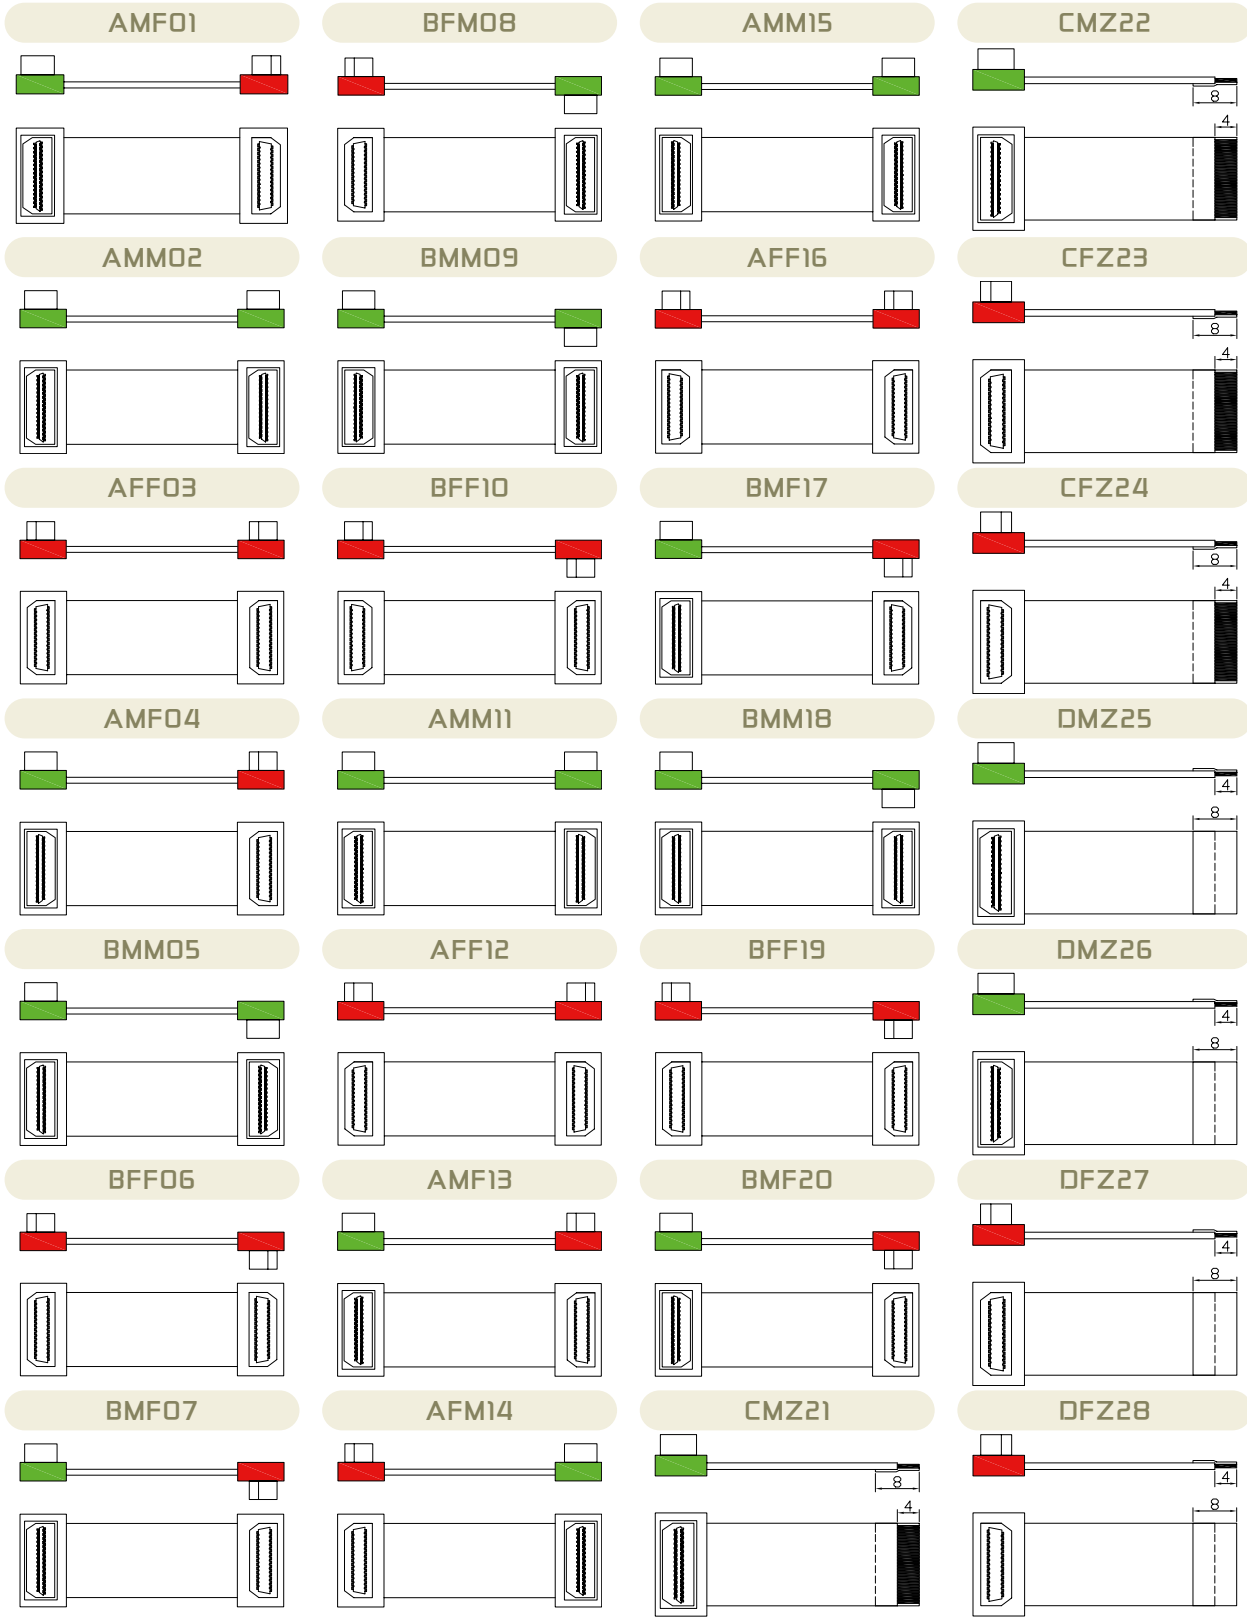 AMF01 BFM08 AMM15 CMZ22
8
4
AMM02 BMM09 AFF16 CFZ23
8
4
AFF03 BFF10 BMF17 CFZ24
8
4
AMF04 AMM11 BMM18 DMZ25
4
8
BMM05 AFF12 BFF19 DMZ26
4
8
BFF06 AMF13 BMF20 DFZ27
4
8
BMF07 AFM14 CMZ21 DFZ28
8 4
4 8